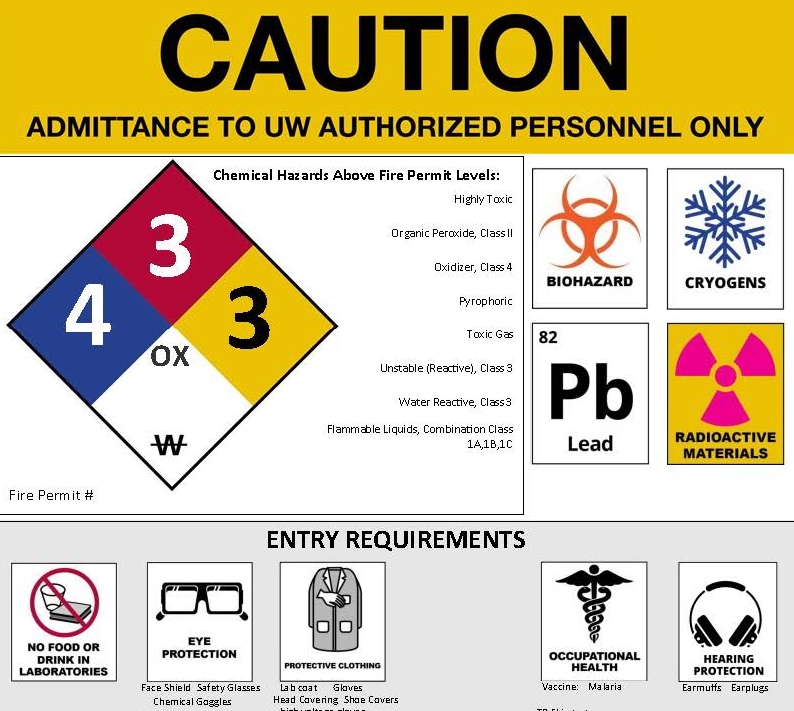 CAUTION
ADMITTANCE TO UW AUTHORIZED PERSONNEL ONLY
Chemical Hazards Above Fire Permit Levels:
Highly Toxic
Organic Peroxide, Class II
Oxidizer, Class 4
Pyrophoric
Toxic Gas
Unstable (Reactive), Class 3
Water Reactive, Class 3
Flammable Liquids, Combination Class
1A,1B,1C
3
4
3
OX
W
Fire Permit #
BIOHAZARD
CRYOGENS
82
Pb
Lead
RADIOACTIVE
MATERIALS
ENTRY REQUIREMENTS
NO FOOD OR
DRINK IN
LABORATORIES
EYE
PROTECTION
Face Shield Safety Glasses
Chemical Goggles
PROTECTIVE CLOTHING
Lab coat Gloves
Head Covering Shoe Covers
OCCUPATIONAL
HEALTH
Vaccine: Malaria
HEARING
PROTECTION
Earmuffs Earplugs